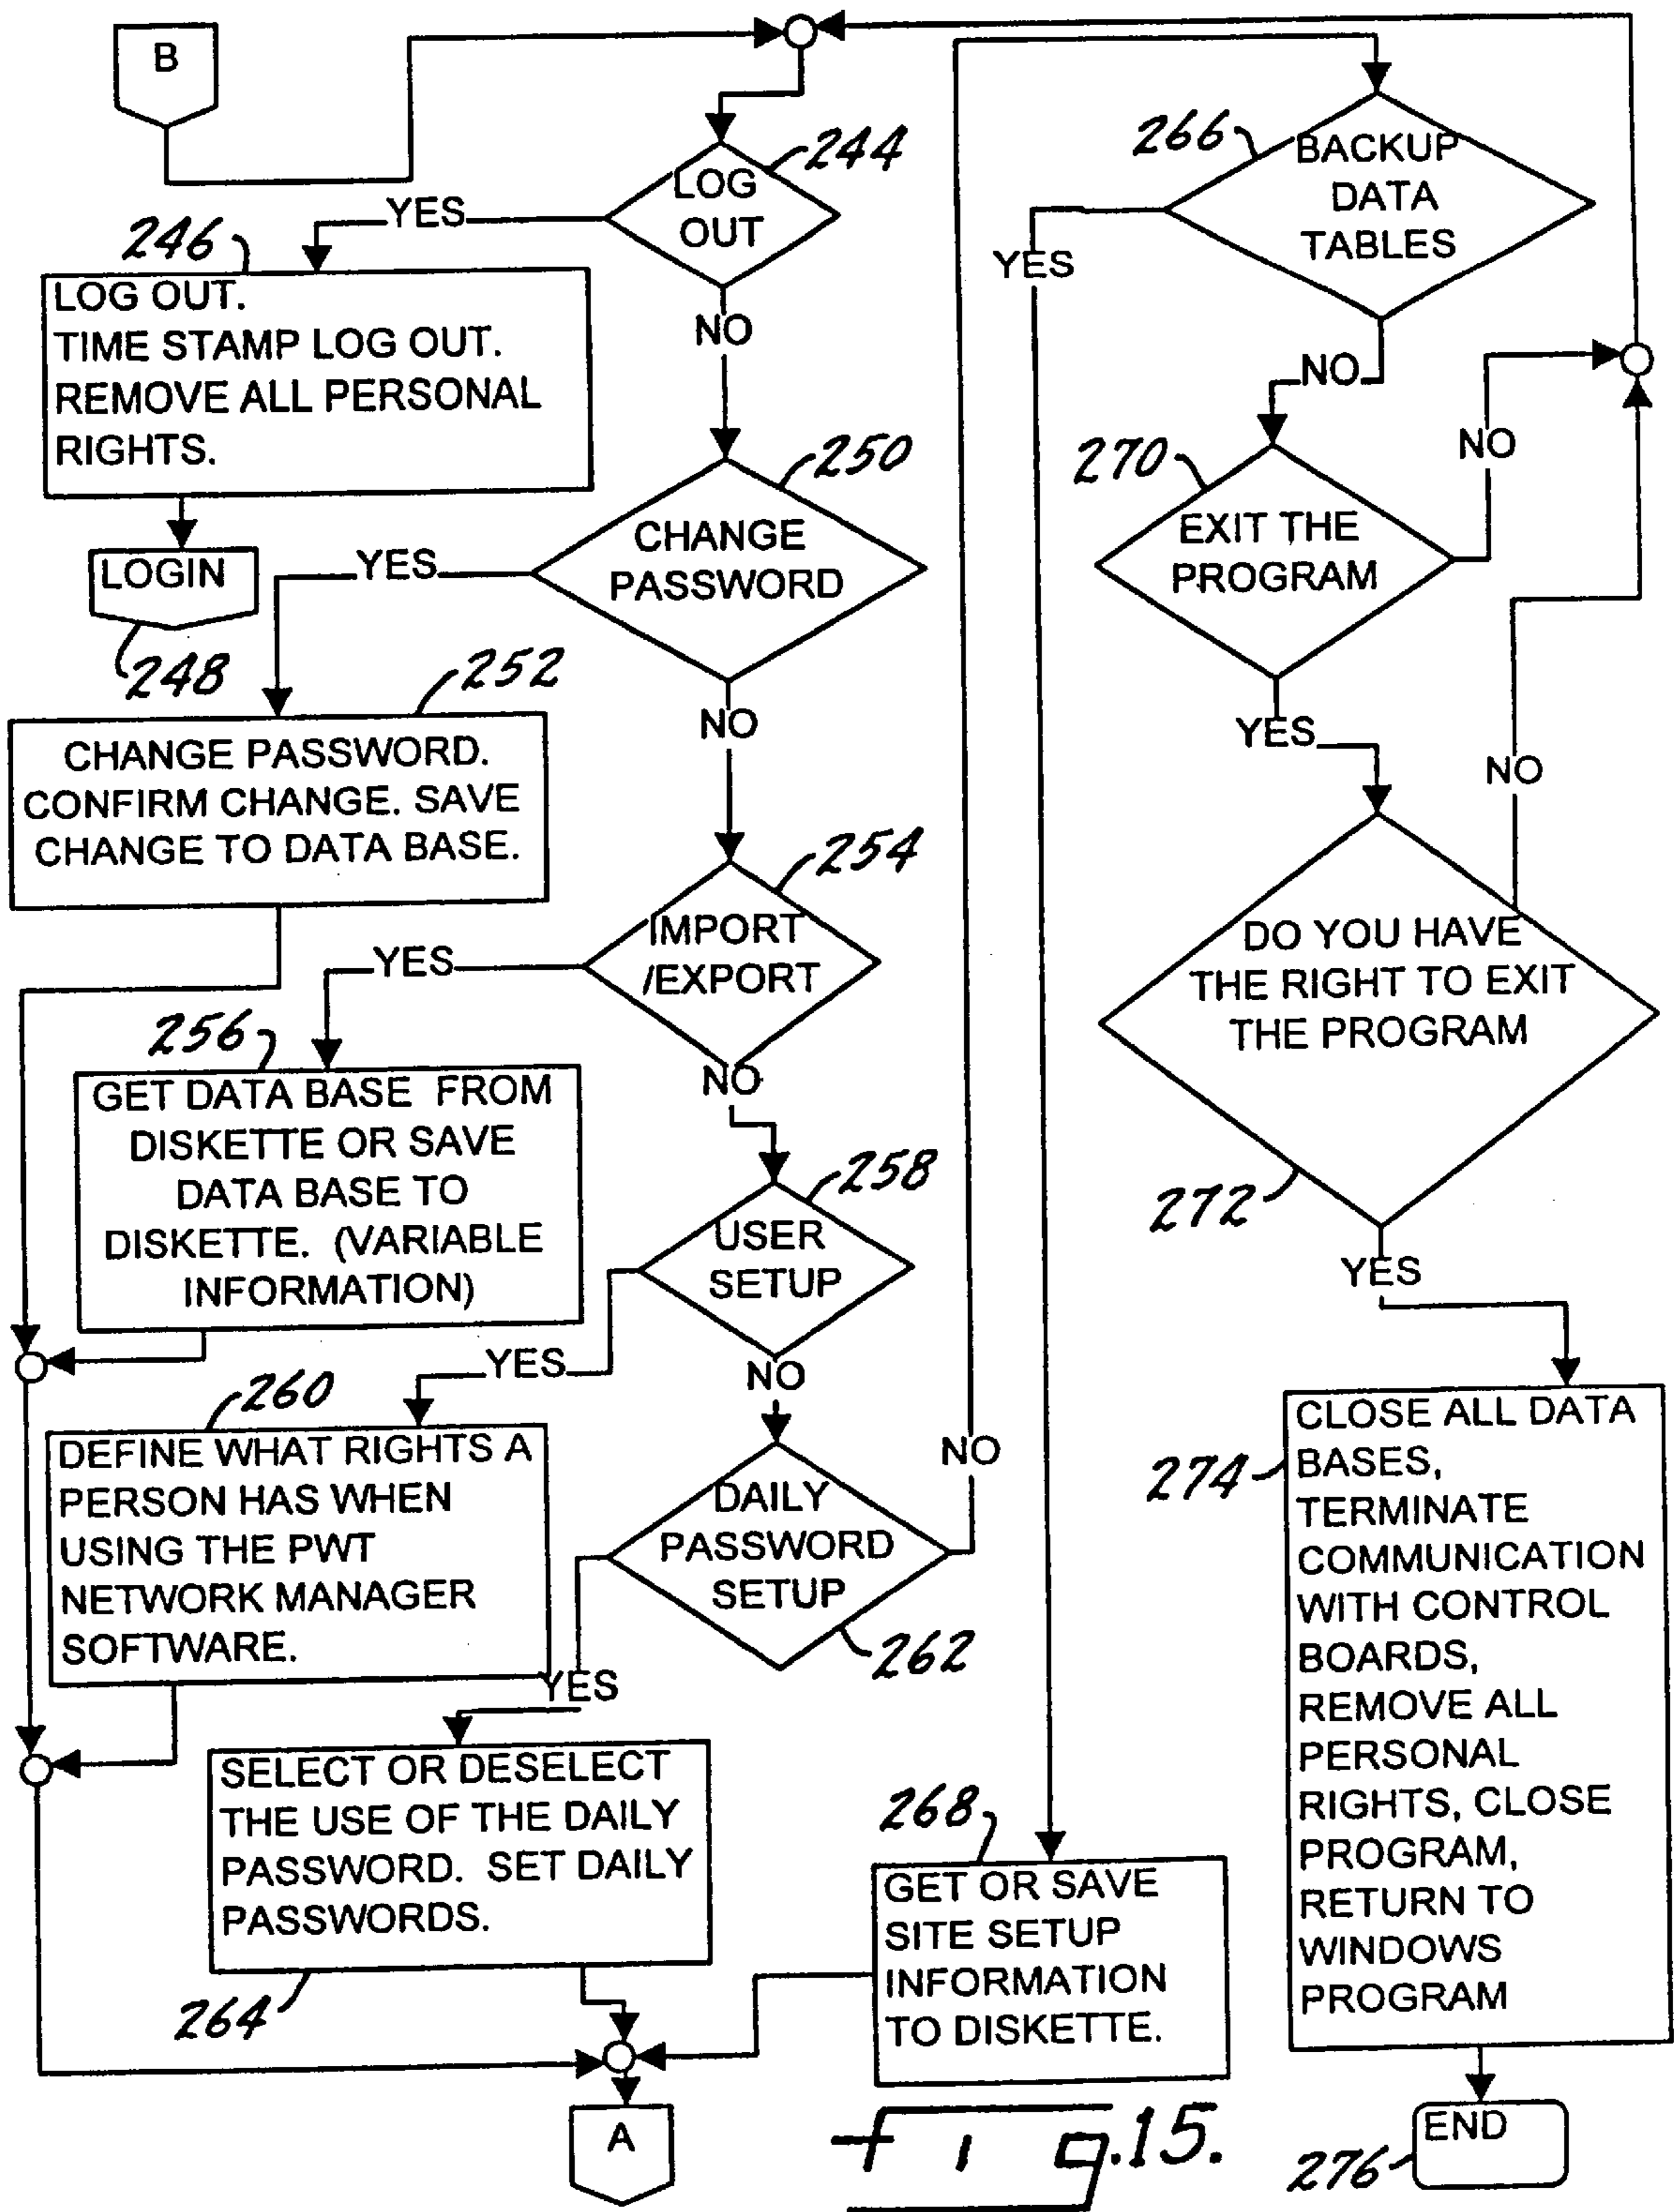 B
244
LOG
OUT
YES
NO
246
LOG OUT.
TIME STAMP LOG OUT.
REMOVE ALL PERSONAL
RIGHTS.
LOGIN
248
250
CHANGE
PASSWORD
YES
NO
252
CHANGE PASSWORD.
CONFIRM CHANGE. SAVE
CHANGE TO DATA BASE.
254
IMPORT
/EXPORT
YES
NO
256
GET DATA BASE FROM
DISKETTE OR SAVE
DATA BASE TO
DISKETTE. (VARIABLE
INFORMATION)
258
USER
SETUP
YES
NO
260
DEFINE WHAT RIGHTS A
PERSON HAS WHEN
USING THE PWT
NETWORK MANAGER
SOFTWARE.
DAILY
PASSWORD
SETUP
262
YES
NO
SELECT OR DESELECT
THE USE OF THE DAILY
PASSWORD. SET DAILY
PASSWORDS.
264
A
266
BACKUP
DATA
TABLES
YES
NO
268
GET OR SAVE
SITE SETUP
INFORMATION
TO DISKETTE.
270
EXIT THE
PROGRAM
NO
YES
DO YOU HAVE
THE RIGHT TO EXIT
THE PROGRAM
272
NO
YES
274
CLOSE ALL DATA
BASES,
TERMINATE
COMMUNICATION
WITH CONTROL
BOARDS,
REMOVE ALL
PERSONAL
RIGHTS, CLOSE
PROGRAM,
RETURN TO
WINDOWS
PROGRAM
END
276
Fig.15.